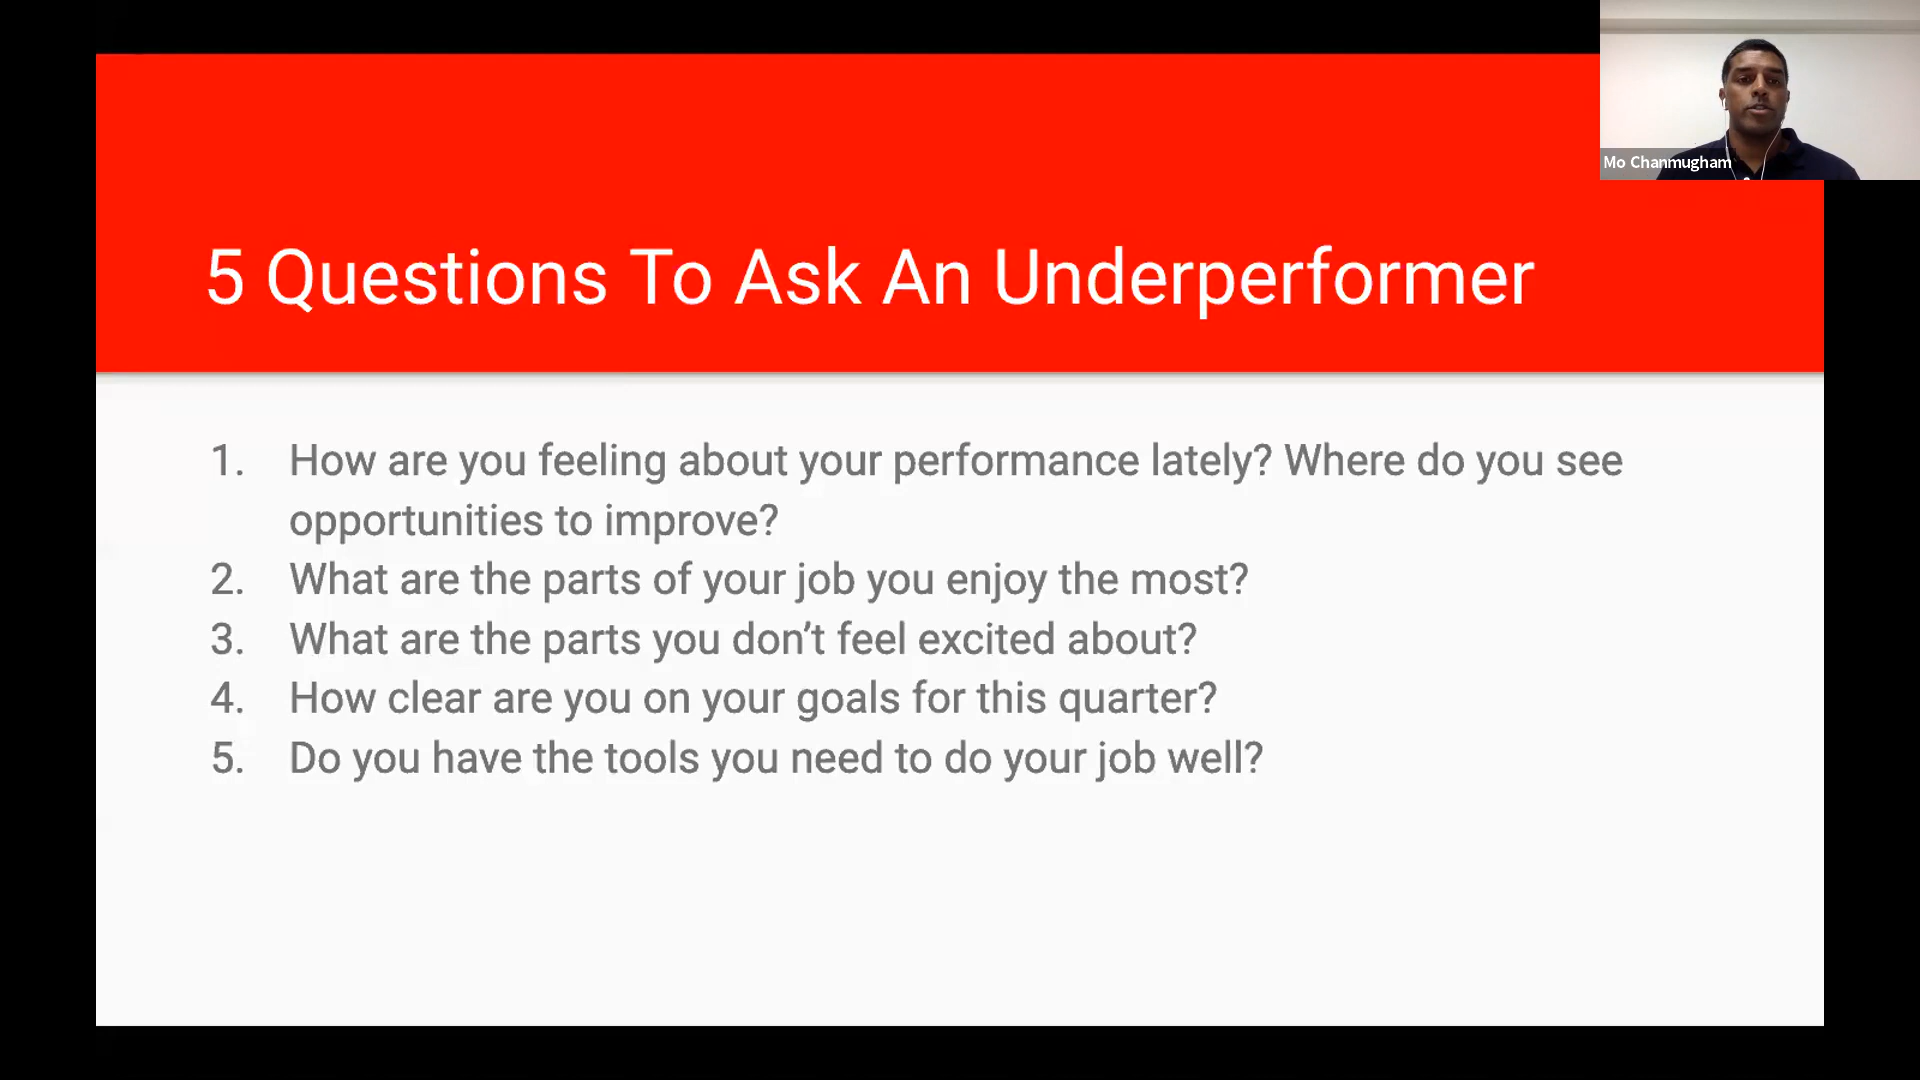 Mo Chanmugham
5 Questions To Ask An Underperformer
1. How are you feeling about your performance lately? Where do you see
opportunities to improve?
2. What are the parts of your job you enjoy the most?
3. What are the parts you don’t feel excited about?
4. How clear are you on your goals for this quarter?
5. Do you have the tools you need to do your job well?